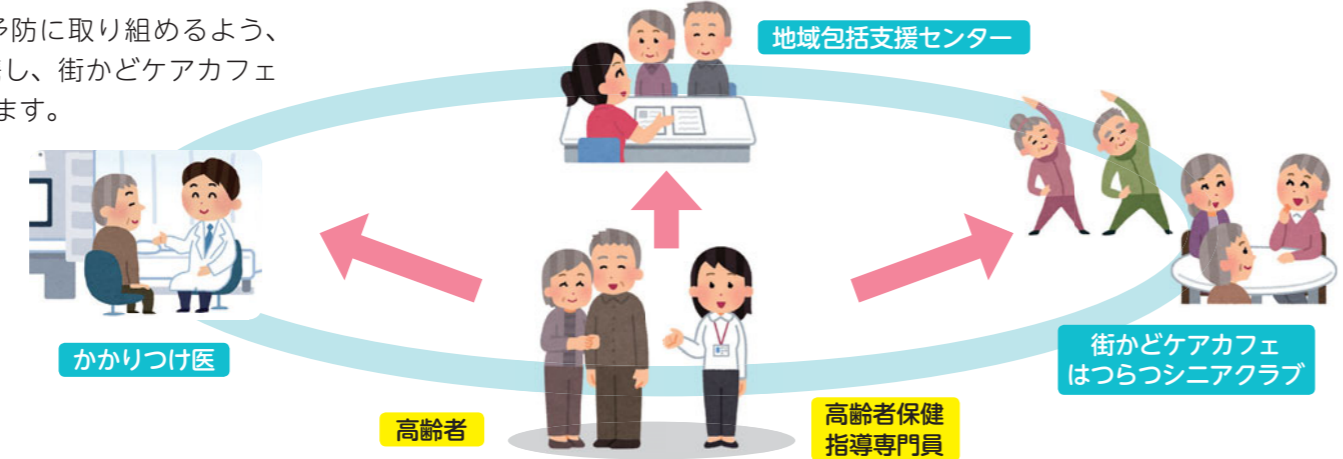 予防に取り組めるよう、
し、街かどケアカフェ
ます。
地域包括支援センター
かかりつけ医
街かどケアカフェ
はつらつシニアクラブ
高齢者
高齢者保健
指導専門員